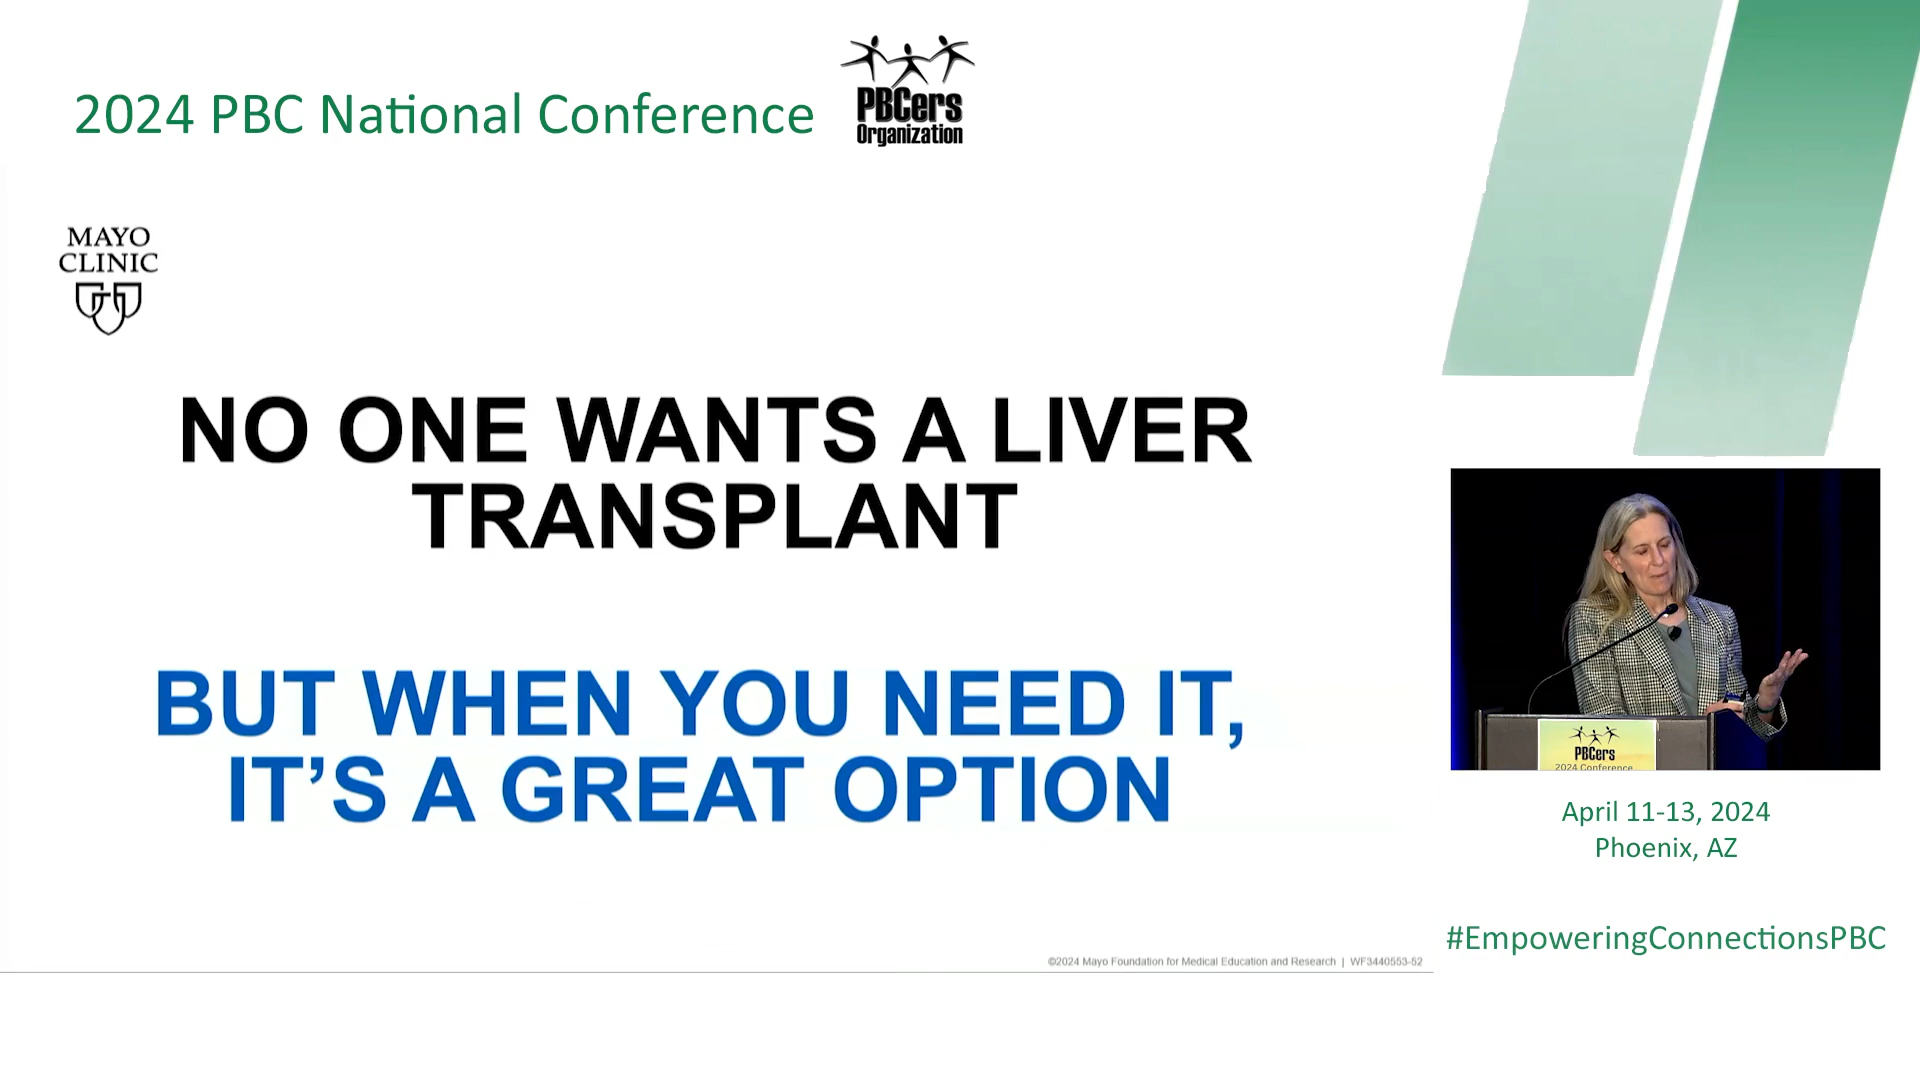 2024 PBC National Conference
PBCers
Organization
MAYO
CLINIC
NO ONE WANTS A LIVER
TRANSPLANT
BUT WHEN YOU NEED IT,
IT’S A GREAT OPTION
©2024 Mayo Foundation for Medical Education and Research | WF3440553-52
PBCers
2024 Conference
April 11-13, 2024
Phoenix, AZ
#EmpoweringConnectionsPBC